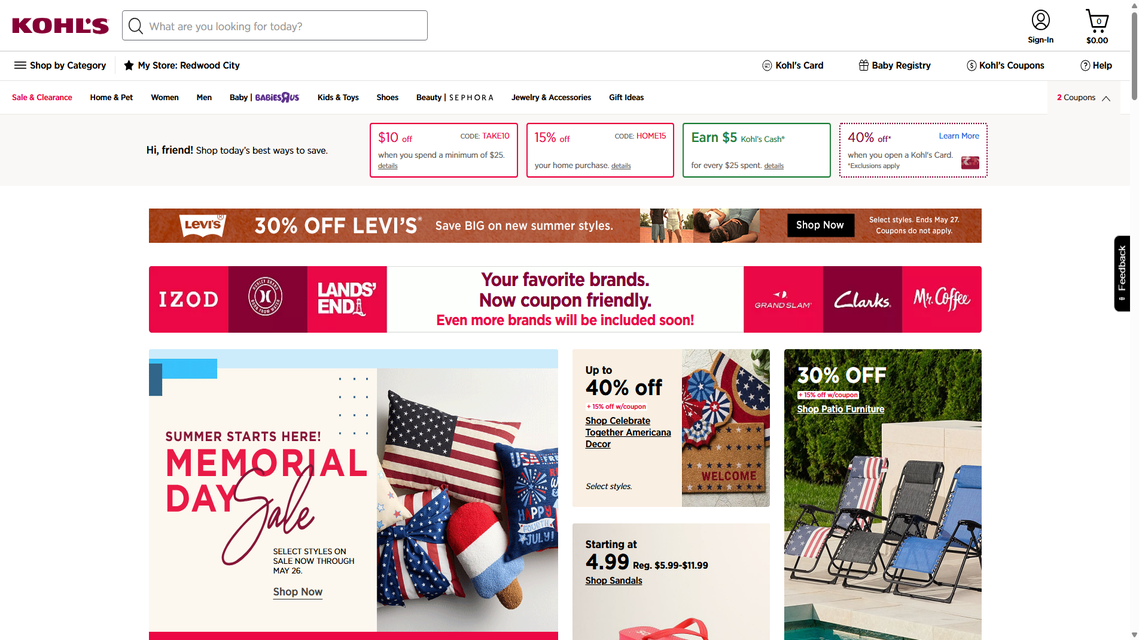 KOHL'S
What are you looking for today?
Sign-In
0
$0.00
Shop by Category
My Store: Redwood City
Kohl's Card
Baby Registry
Kohl's Coupons
Help
Sale & Clearance
Home & Pet
Women
Men
Baby | BABIES"R"US
Kids & Toys
Shoes
Beauty | SEPHORA
Jewelry & Accessories
Gift Ideas
2 Coupons
Hi, friend! Shop today's best ways to save.
$10 off
CODE: TAKE10
when you spend a minimum of $25.
details
15% off
CODE: HOME15
your home purchase. details
Earn $5 Kohl's Cash*
for every $25 spent. details
40% off*
Learn More
when you open a Kohl's Card.
*Exclusions apply
LEVI'S
30% OFF LEVI'S®
Save BIG on new summer styles.
Shop Now
Select styles. Ends May 27.
Coupons do not apply.
Feedback
IZOD
LANDS'
END
Your favorite brands.
Now coupon friendly.
Even more brands will be included soon!
GRAND SLAM
Clarks.
Mr. Coffee
SUMMER STARTS HERE!
MEMORIAL
DAY
Sale
SELECT STYLES ON
SALE NOW THROUGH
MAY 26.
Shop Now
USA
HAPPY
JULY!
Up to
40% off
+ 15% off w/coupon
Shop Celebrate
Together Americana
Decor
Select styles.
WELCOME
30% OFF
+ 15% off w/coupon
Shop Patio Furniture
Starting at
4.99 Reg. $5.99-$11.99
Shop Sandals